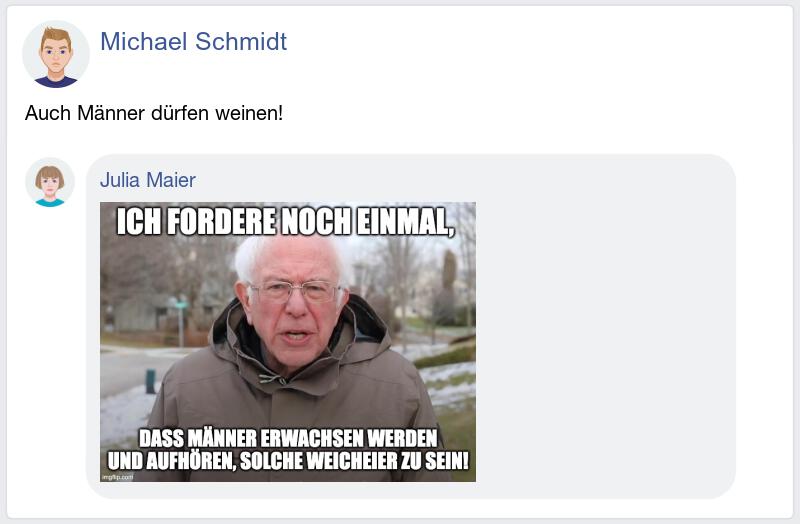 Michael Schmidt
Auch Männer dürfen weinen!
Julia Maier
ICH FORDERE NOCH EINMAL,
DASS MÄNNER ERWACHSEN WERDEN
UND AUFHÖREN, SOLCHE WEICHEIER ZU SEIN!
imgflip.com